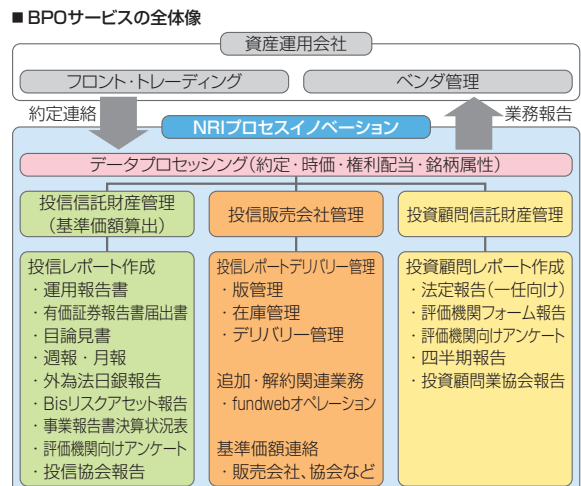 ■ BPOサービスの全体像
資産運用会社
フロント・トレーディング
ベンダ管理
約定連絡
業務報告
NRIプロセスイノベーション
データプロセッシング(約定・時価・権利配当・銘柄属性)
投信信託財産管理
(基準価額算出)
投信販売会社管理
投資顧問信託財産管理
投信レポート作成
・運用報告書
・有価証券報告書届出書
・目論見書
・週報・月報
・外為法日銀報告
・Bisリスクアセット報告
・事業報告書決算状況表
・評価機関向けアンケート
・投信協会報告
投信レポートデリバリー管理
・版管理
・在庫管理
・デリバリー管理
追加・解約関連業務
・fundwebオペレーション
基準価額連絡
・販売会社、協会など
投資顧問レポート作成
・法定報告(一任向け)
・評価機関フォーム報告
・評価機関向けアンケート
・四半期報告
・投資顧問業協会報告